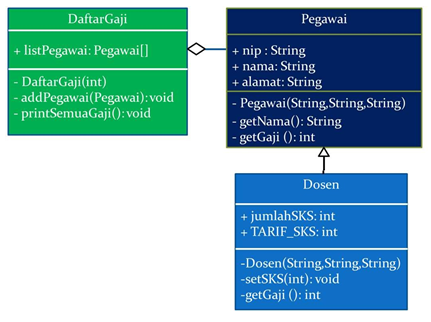 DaftarGaji
+ listPegawai: Pegawai[]
- DaftarGaji(int)
- addPegawai(Pegawai): void
- printSemuaGaji(): void
Pegawai
+ nip : String
+ nama: String
+ alamat: String
- Pegawai(String,String,String)
- getNama(): String
- getGaji (): int
Dosen
+ jumlahSKS: int
+ TARIF_SKS: int
-Dosen(String,String,String)
-setSKS(int): void
-getGaji (): int